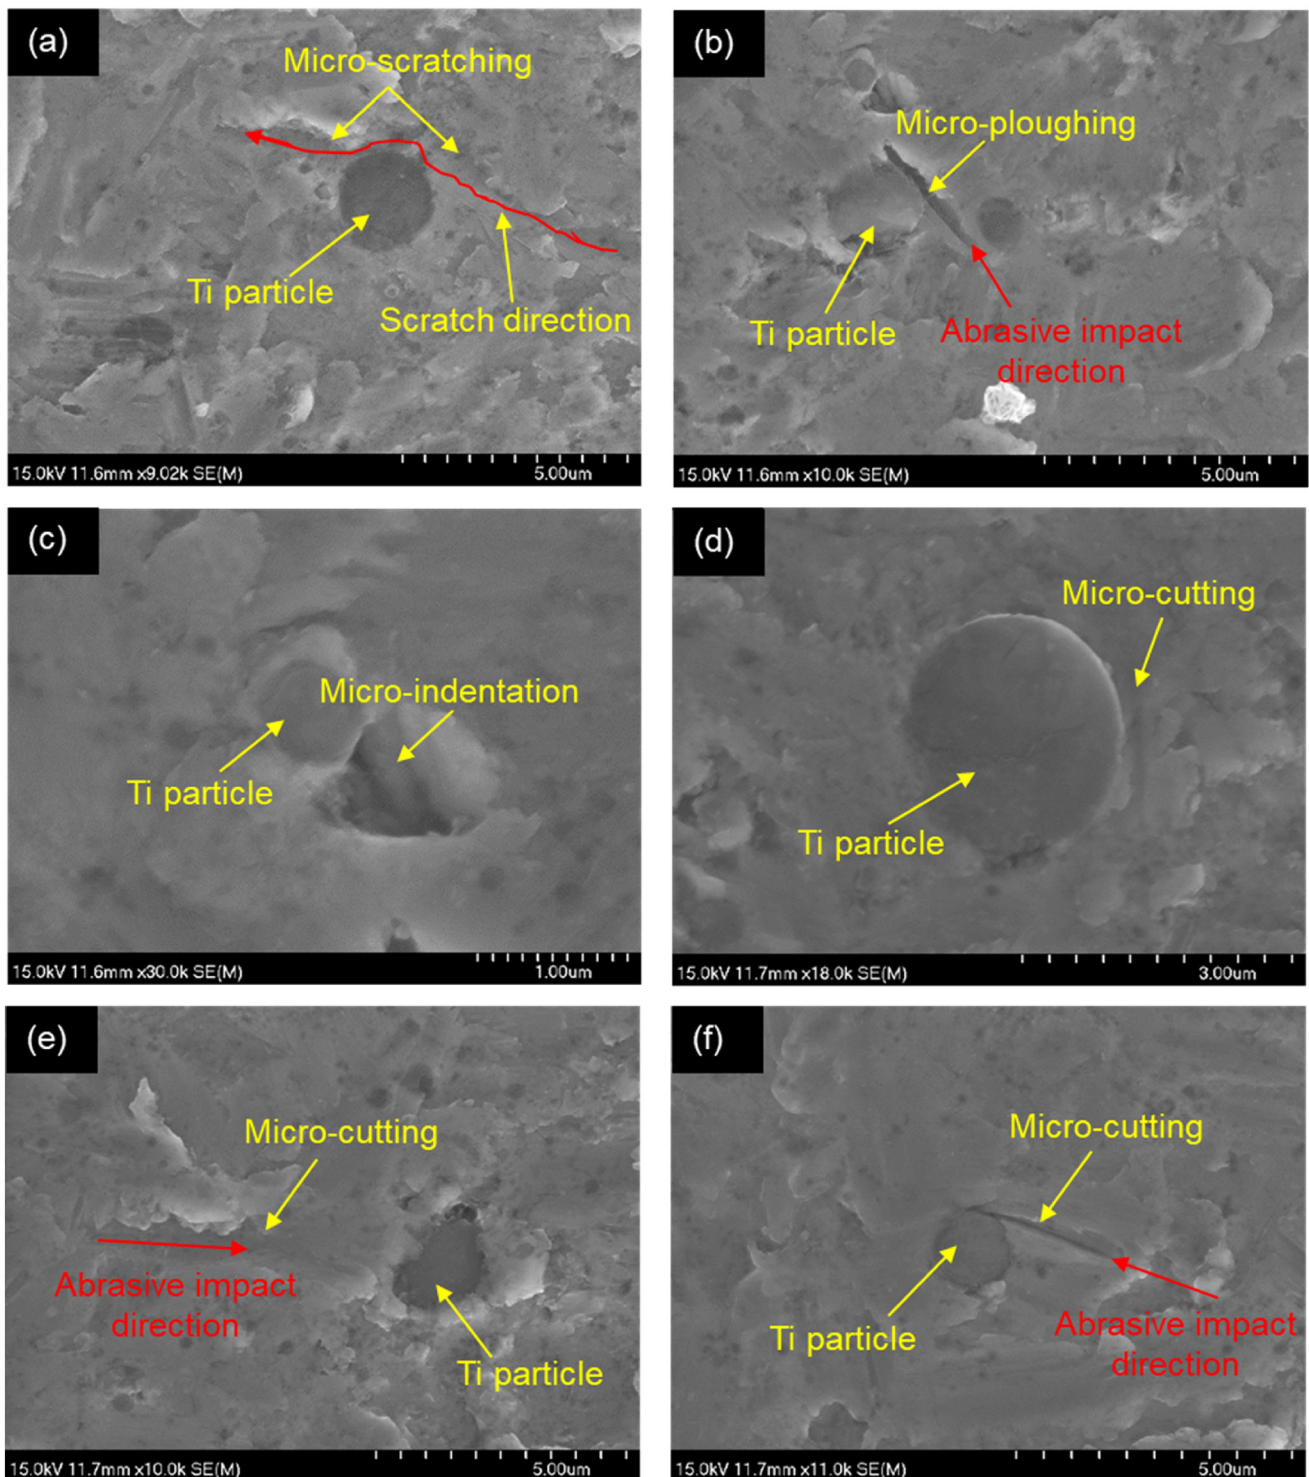 (a)
Micro-scratching
Ti particle
Scratch direction
15.0kV 11.6mm x9.02k SE(M)
5.00um
(b)
Micro-ploughing
Ti particle
Abrasive impact
direction
15.0kV 11.6mm x10.0k SE(M)
5.00um
(c)
Micro-indentation
Ti particle
15.0kV 11.6mm x30.0k SE(M)
1.00um
(d)
Micro-cutting
Ti particle
15.0kV 11.7mm x18.0k SE(M)
3.00um
(e)
Micro-cutting
Abrasive impact
direction
Ti particle
15.0kV 11.7mm x10.0k SE(M)
5.00um
(f)
Micro-cutting
Ti particle
Abrasive impact
direction
15.0kV 11.7mm x11.0k SE(M)
5.00um